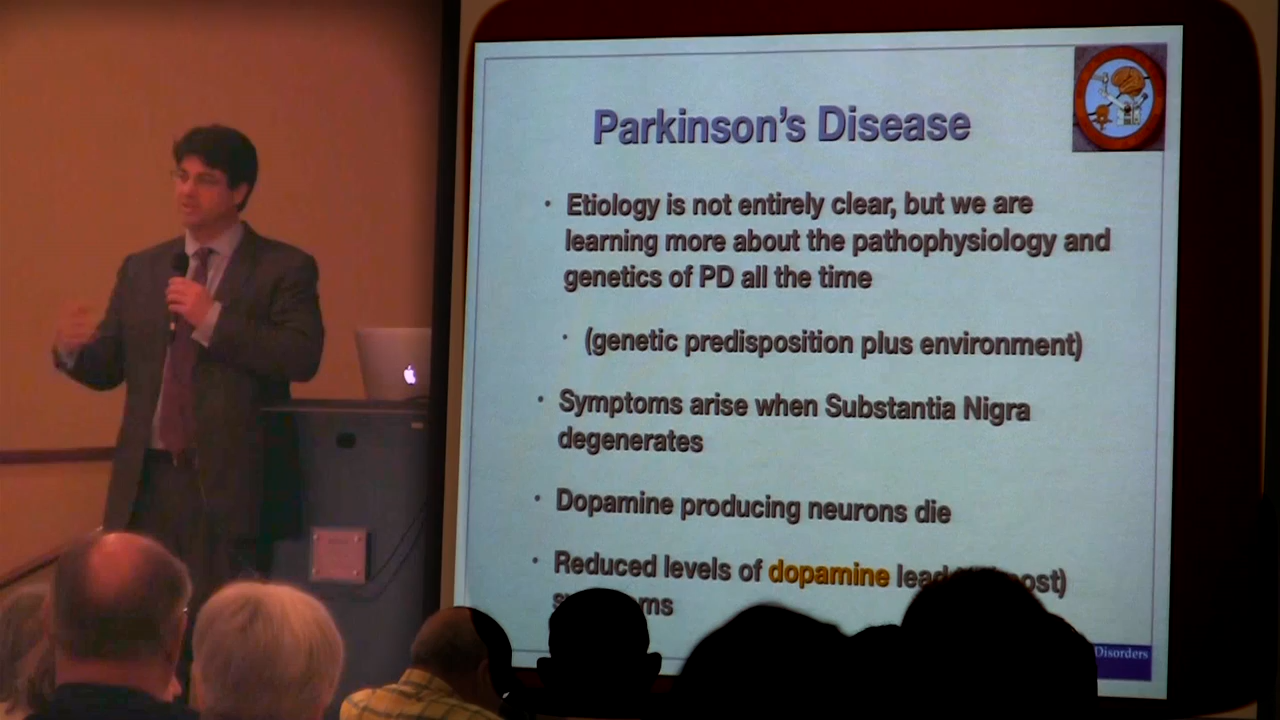 Parkinson's Disease
• Etiology is not entirely clear, but we are
learning more about the pathophysiology and
genetics of PD all the time
• (genetic predisposition plus environment)
• Symptoms arise when Substantia Nigra
degenerates
• Dopamine producing neurons die
• Reduced levels of dopamine lead
Disorders